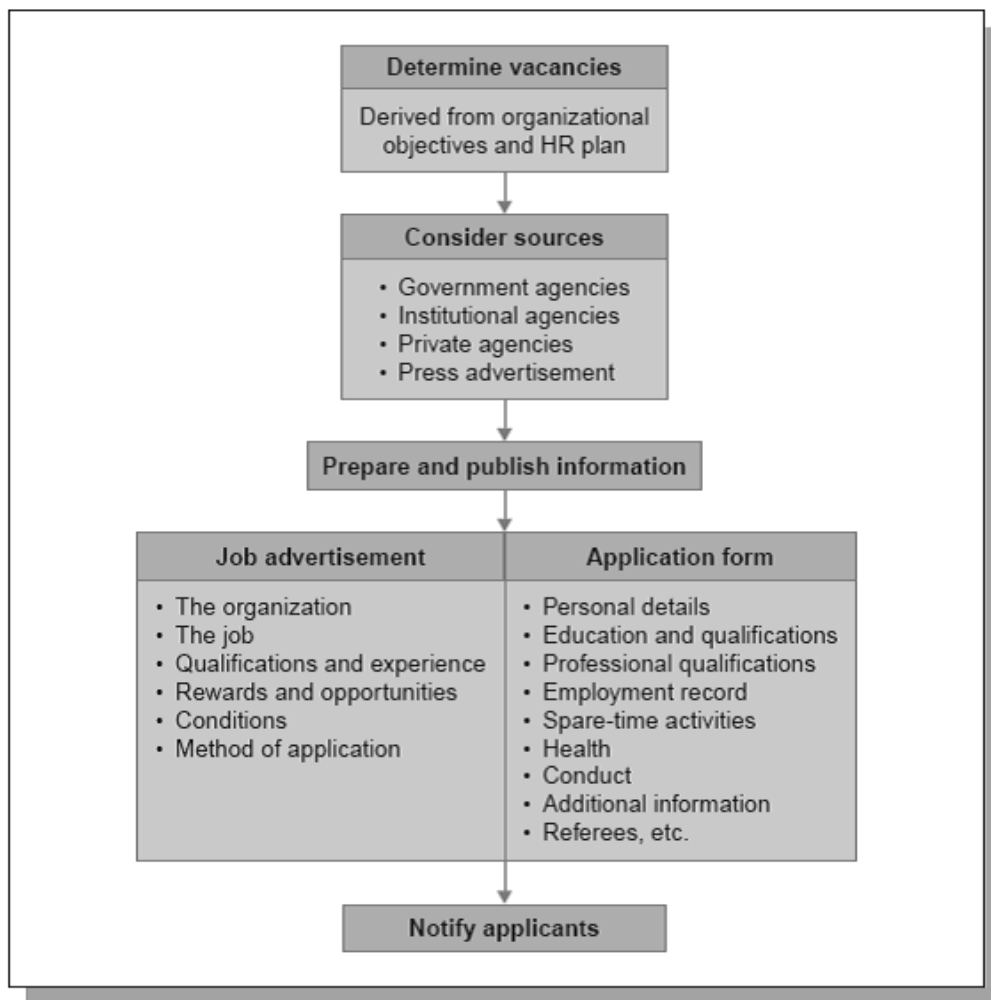 Determine vacancies
Derived from organizational
objectives and HR plan
Consider sources
• Government agencies
• Institutional agencies
• Private agencies
• Press advertisement
Prepare and publish information
Job advertisement
• The organization
• The job
• Qualifications and experience
• Rewards and opportunities
• Conditions
• Method of application
Application form
• Personal details
• Education and qualifications
• Professional qualifications
• Employment record
• Spare-time activities
• Health
• Conduct
• Additional information
• Referees, etc.
Notify applicants